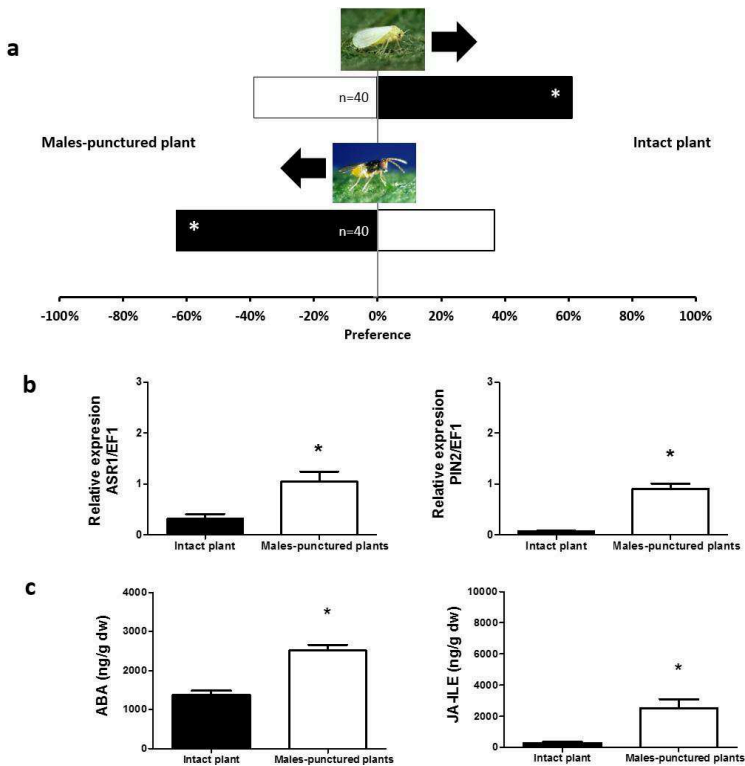 a
n=40
*
Males-punctured plant
Intact plant
*
n=40
-100% -80% -60% -40% -20% 0% 20% 40% 60% 80% 100%
Preference
b
Relative expresion
ASR1/EF1
3
2
1
0
*
Intact plant Males-punctured plants
Relative expresion
PIN2/EF1
3
2
1
0
*
Intact plant Males-punctured plants
c
ABA (ng/g dw)
4000
3000
2000
1000
0
*
Intact plant Males-punctured plants
JA-ILE (ng/g dw)
10000
8000
6000
4000
2000
0
*
Intact plant Males-punctured plants